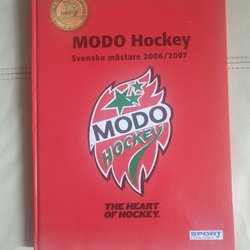 MODO Hockey
Svenska mästare 2006/2007
MODO
HOCKEY
THE HEART
OF HOCKEY.
SPORT